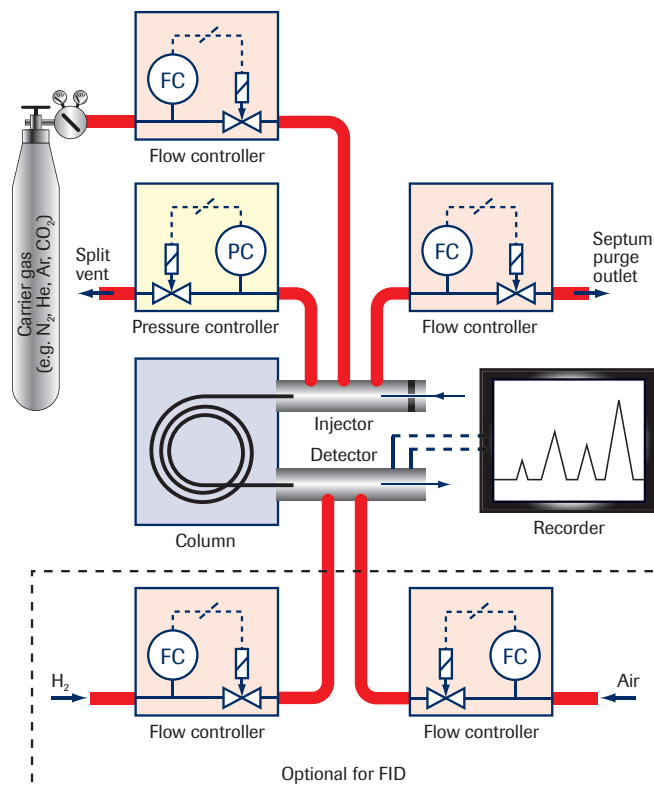 FC
Flow controller
Carrier gas
(e.g. N₂, He, Ar, CO₂)
Split
vent
PC
Pressure controller
FC
Flow controller
Septum
purge
outlet
Injector
Detector
Column
Recorder
H₂
FC
Flow controller
FC
Flow controller
Air
Optional for FID